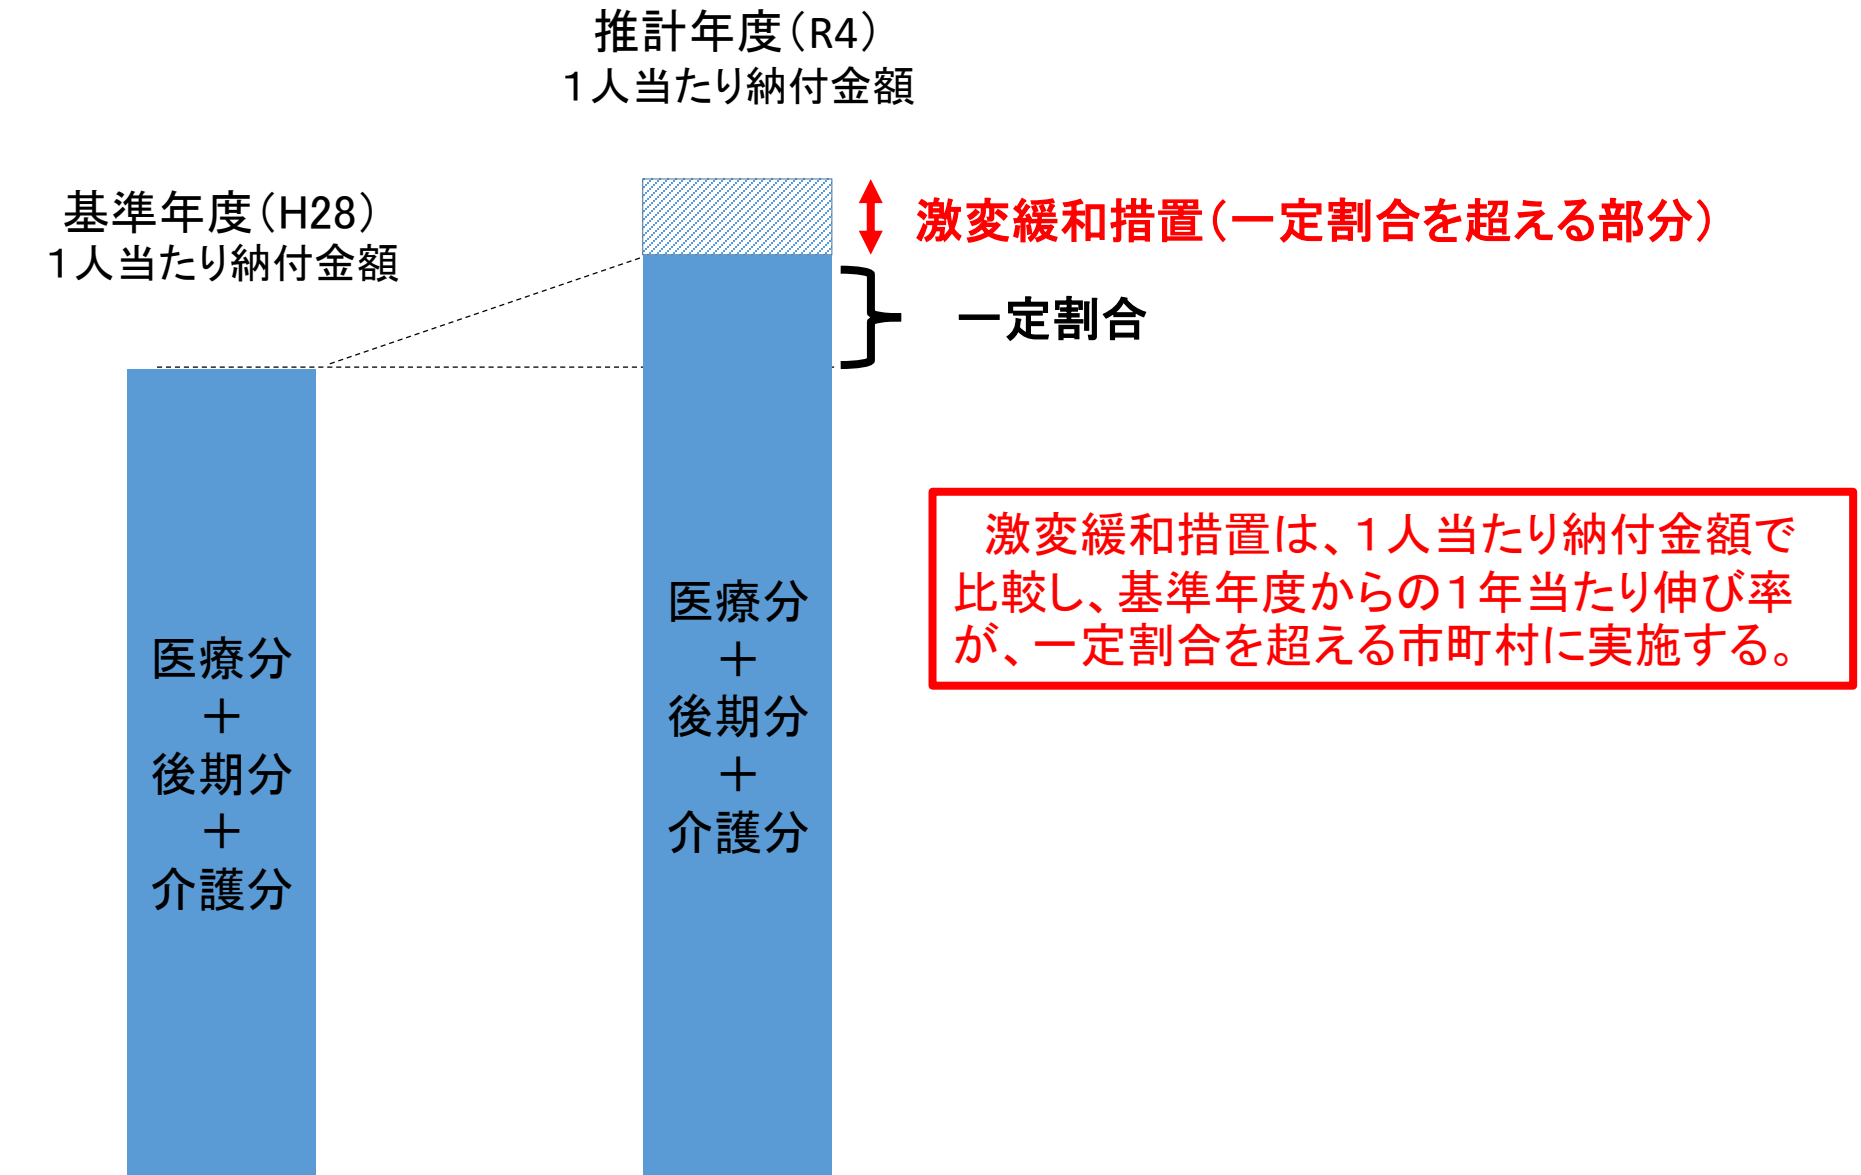 推計年度（R4）
１人当たり納付金額
基準年度（H28）
１人当たり納付金額
激変緩和措置（一定割合を超える部分）
一定割合
激変緩和措置は、１人当たり納付金額で
比較し、基準年度からの１年当たり伸び率
が、一定割合を超える市町村に実施する。
医療分
＋
後期分
＋
介護分
医療分
＋
後期分
＋
介護分